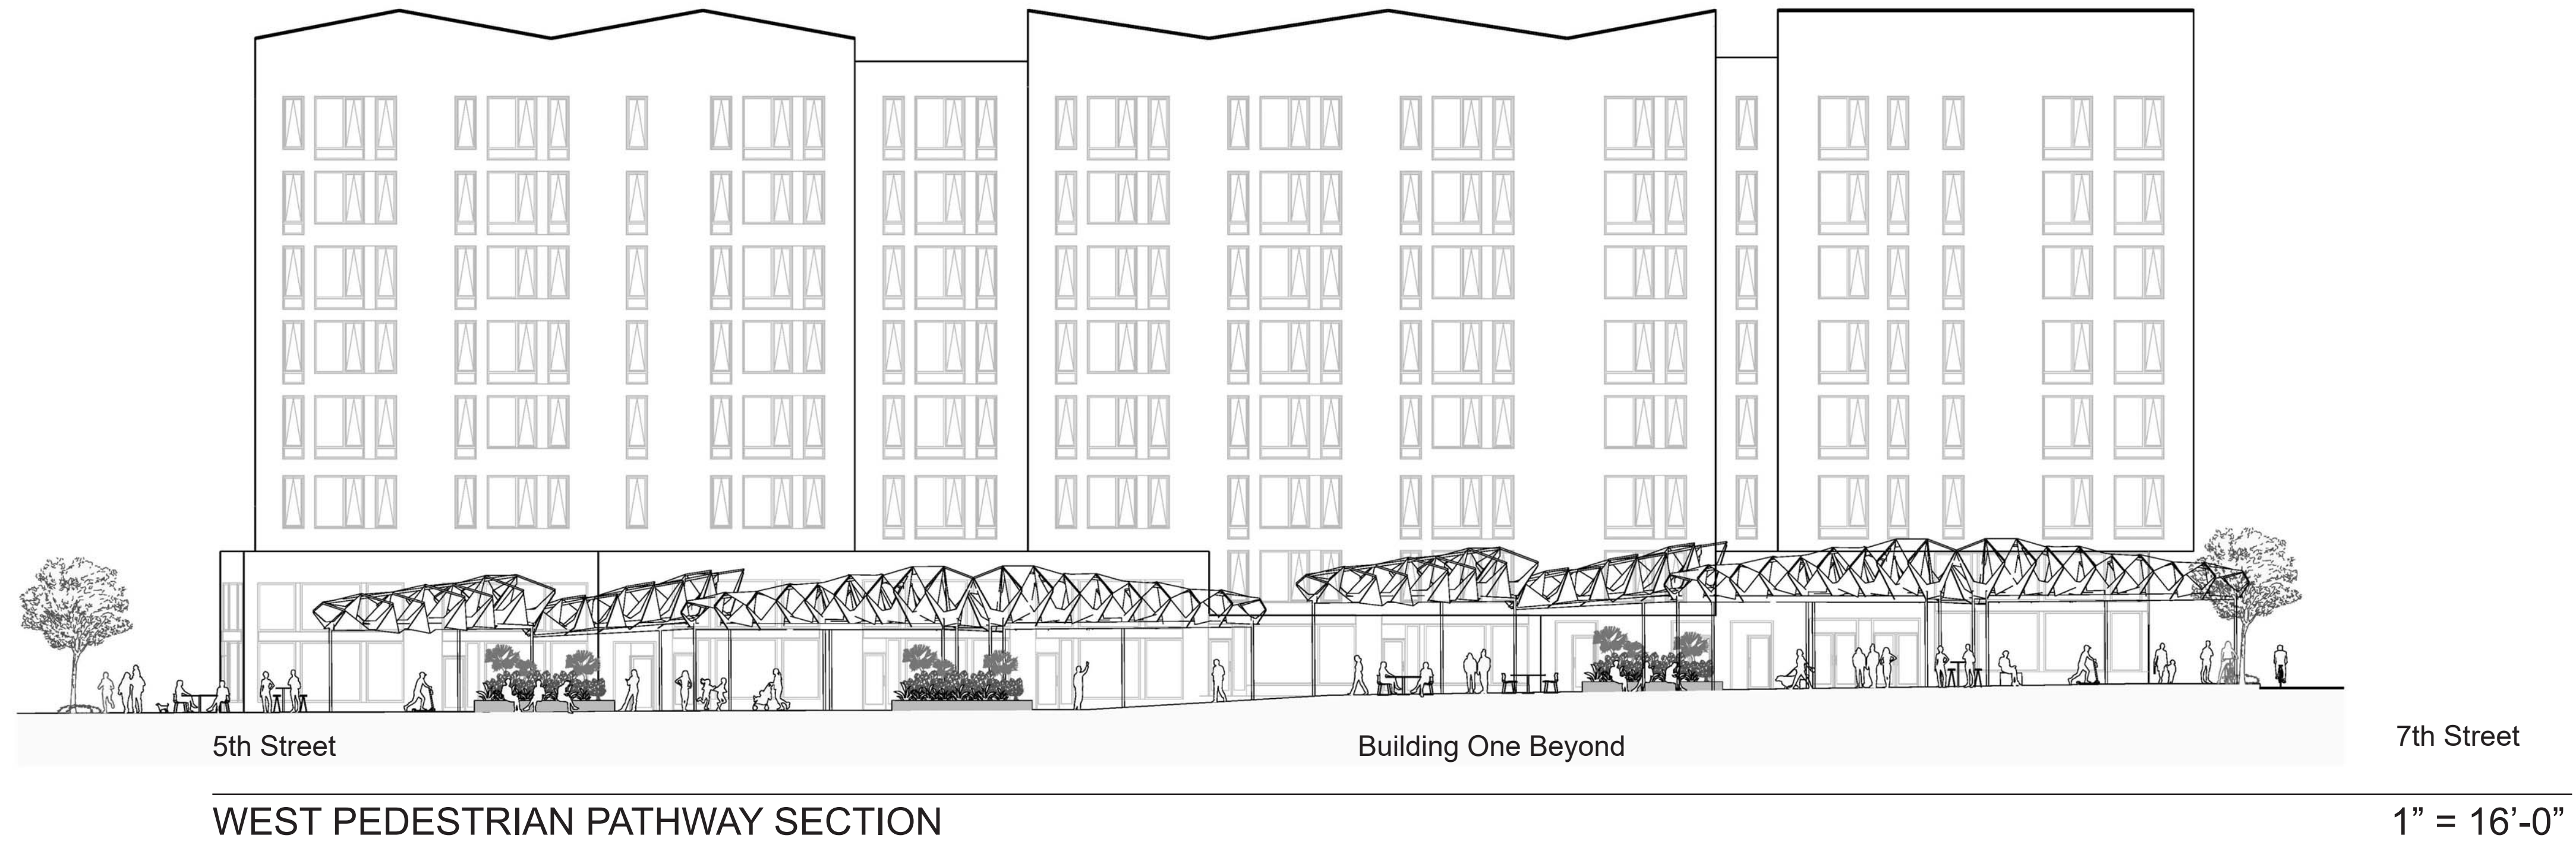 5th Street
Building One Beyond
7th Street
WEST PEDESTRIAN PATHWAY SECTION
1” = 16’-0”